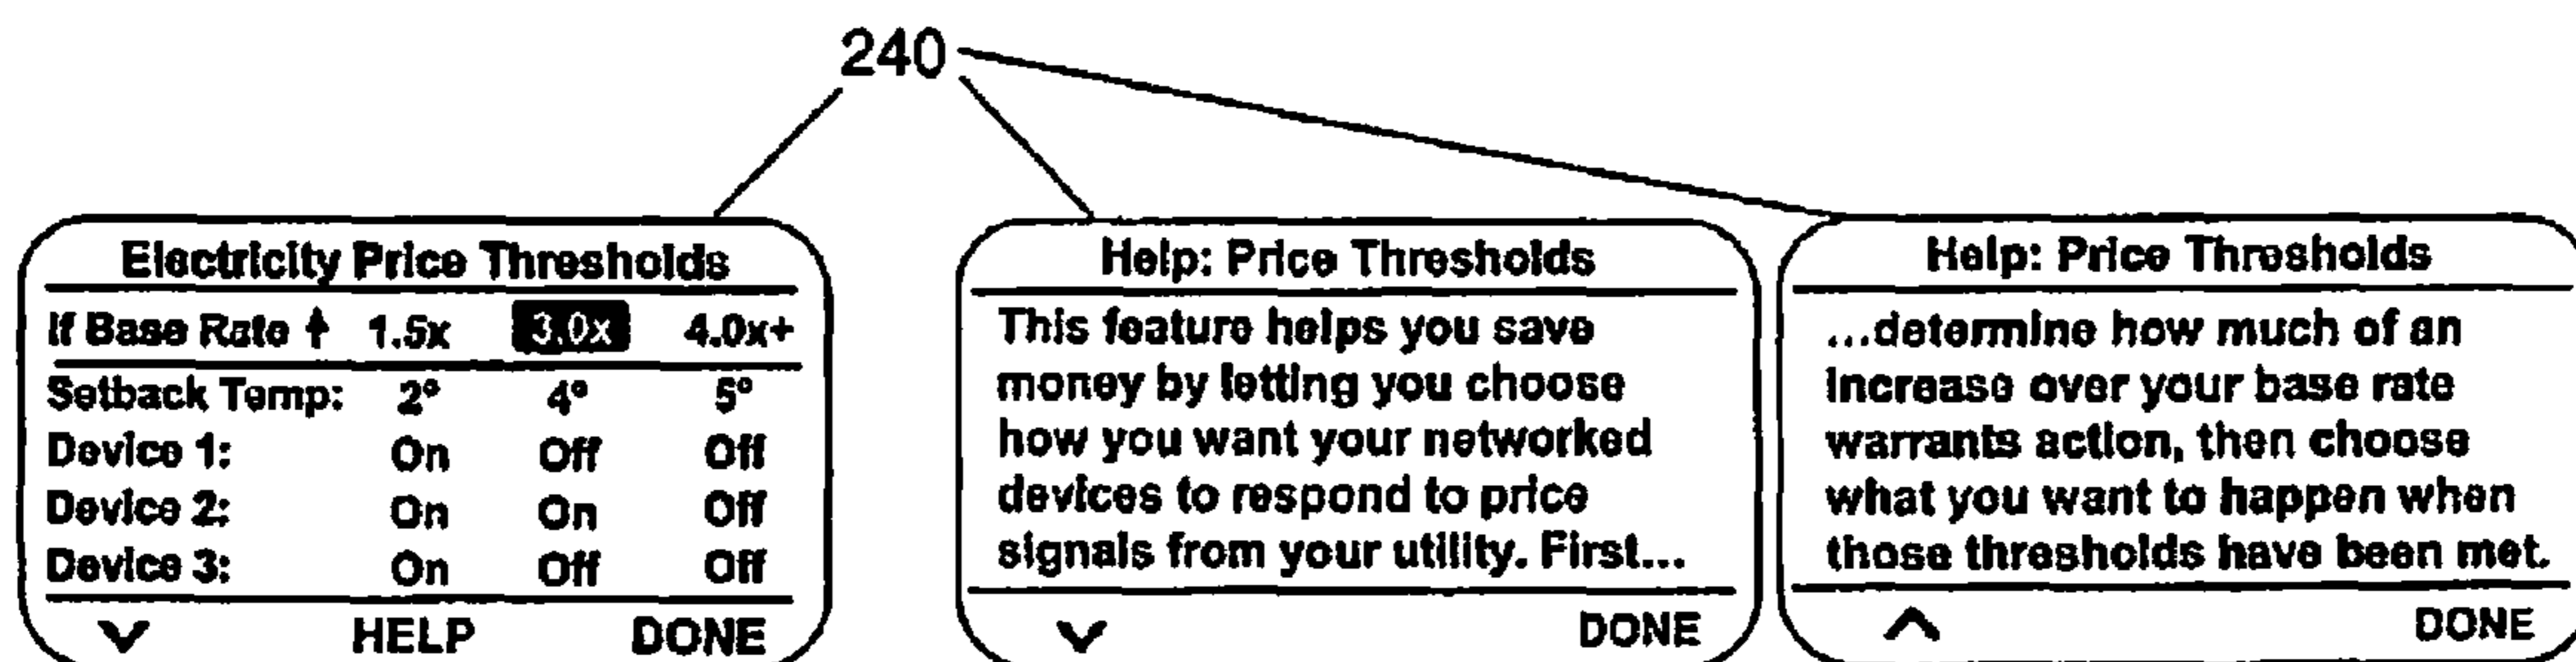 240
Electricity Price Thresholds
If Base Rate ↑ 1.5x 3.0x 4.0x+
Setback Temp: 2° 4° 5°
Device 1: On Off Off
Device 2: On On Off
Device 3: On Off Off
∨ HELP DONE
Help: Price Thresholds
This feature helps you save
money by letting you choose
how you want your networked
devices to respond to price
signals from your utility. First...
∨ DONE
Help: Price Thresholds
...determine how much of an
increase over your base rate
warrants action, then choose
what you want to happen when
those thresholds have been met.
∧ DONE